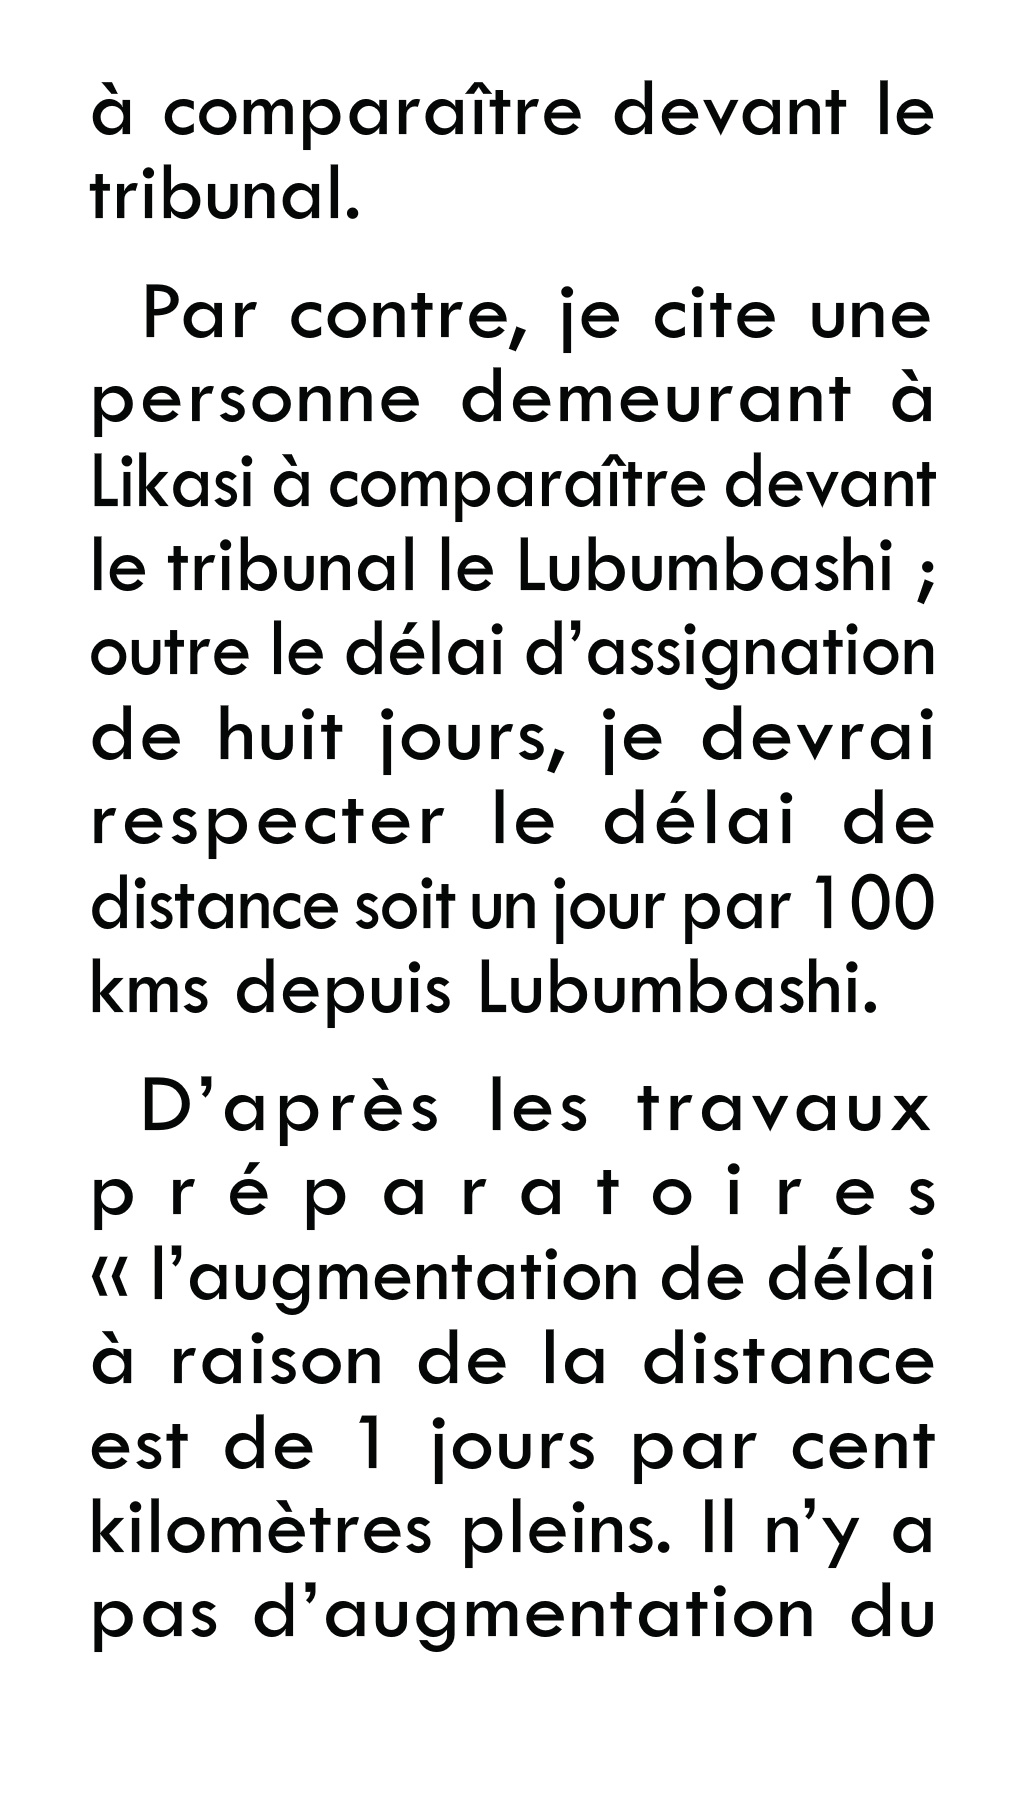 à comparaître devant le
tribunal.
Par contre, je cite une
personne demeurant à
Likasi à comparaître devant
le tribunal le Lubumbashi ;
outre le délai d’assignation
de huit jours, je devrai
respecter le délai de
distance soit un jour par 100
kms depuis Lubumbashi.
D’après les travaux
préparatoires
« l’augmentation de délai
à raison de la distance
est de 1 jours par cent
kilomètres pleins. Il n’y a
pas d’augmentation du